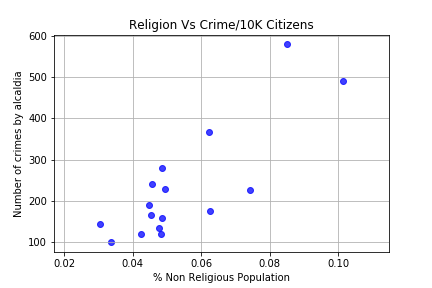 Religion Vs Crime/10K Citizens
600
500
400
300
200
100
Number of crimes by alcaldia
0.02 0.04 0.06 0.08 0.10
% Non Religious Population